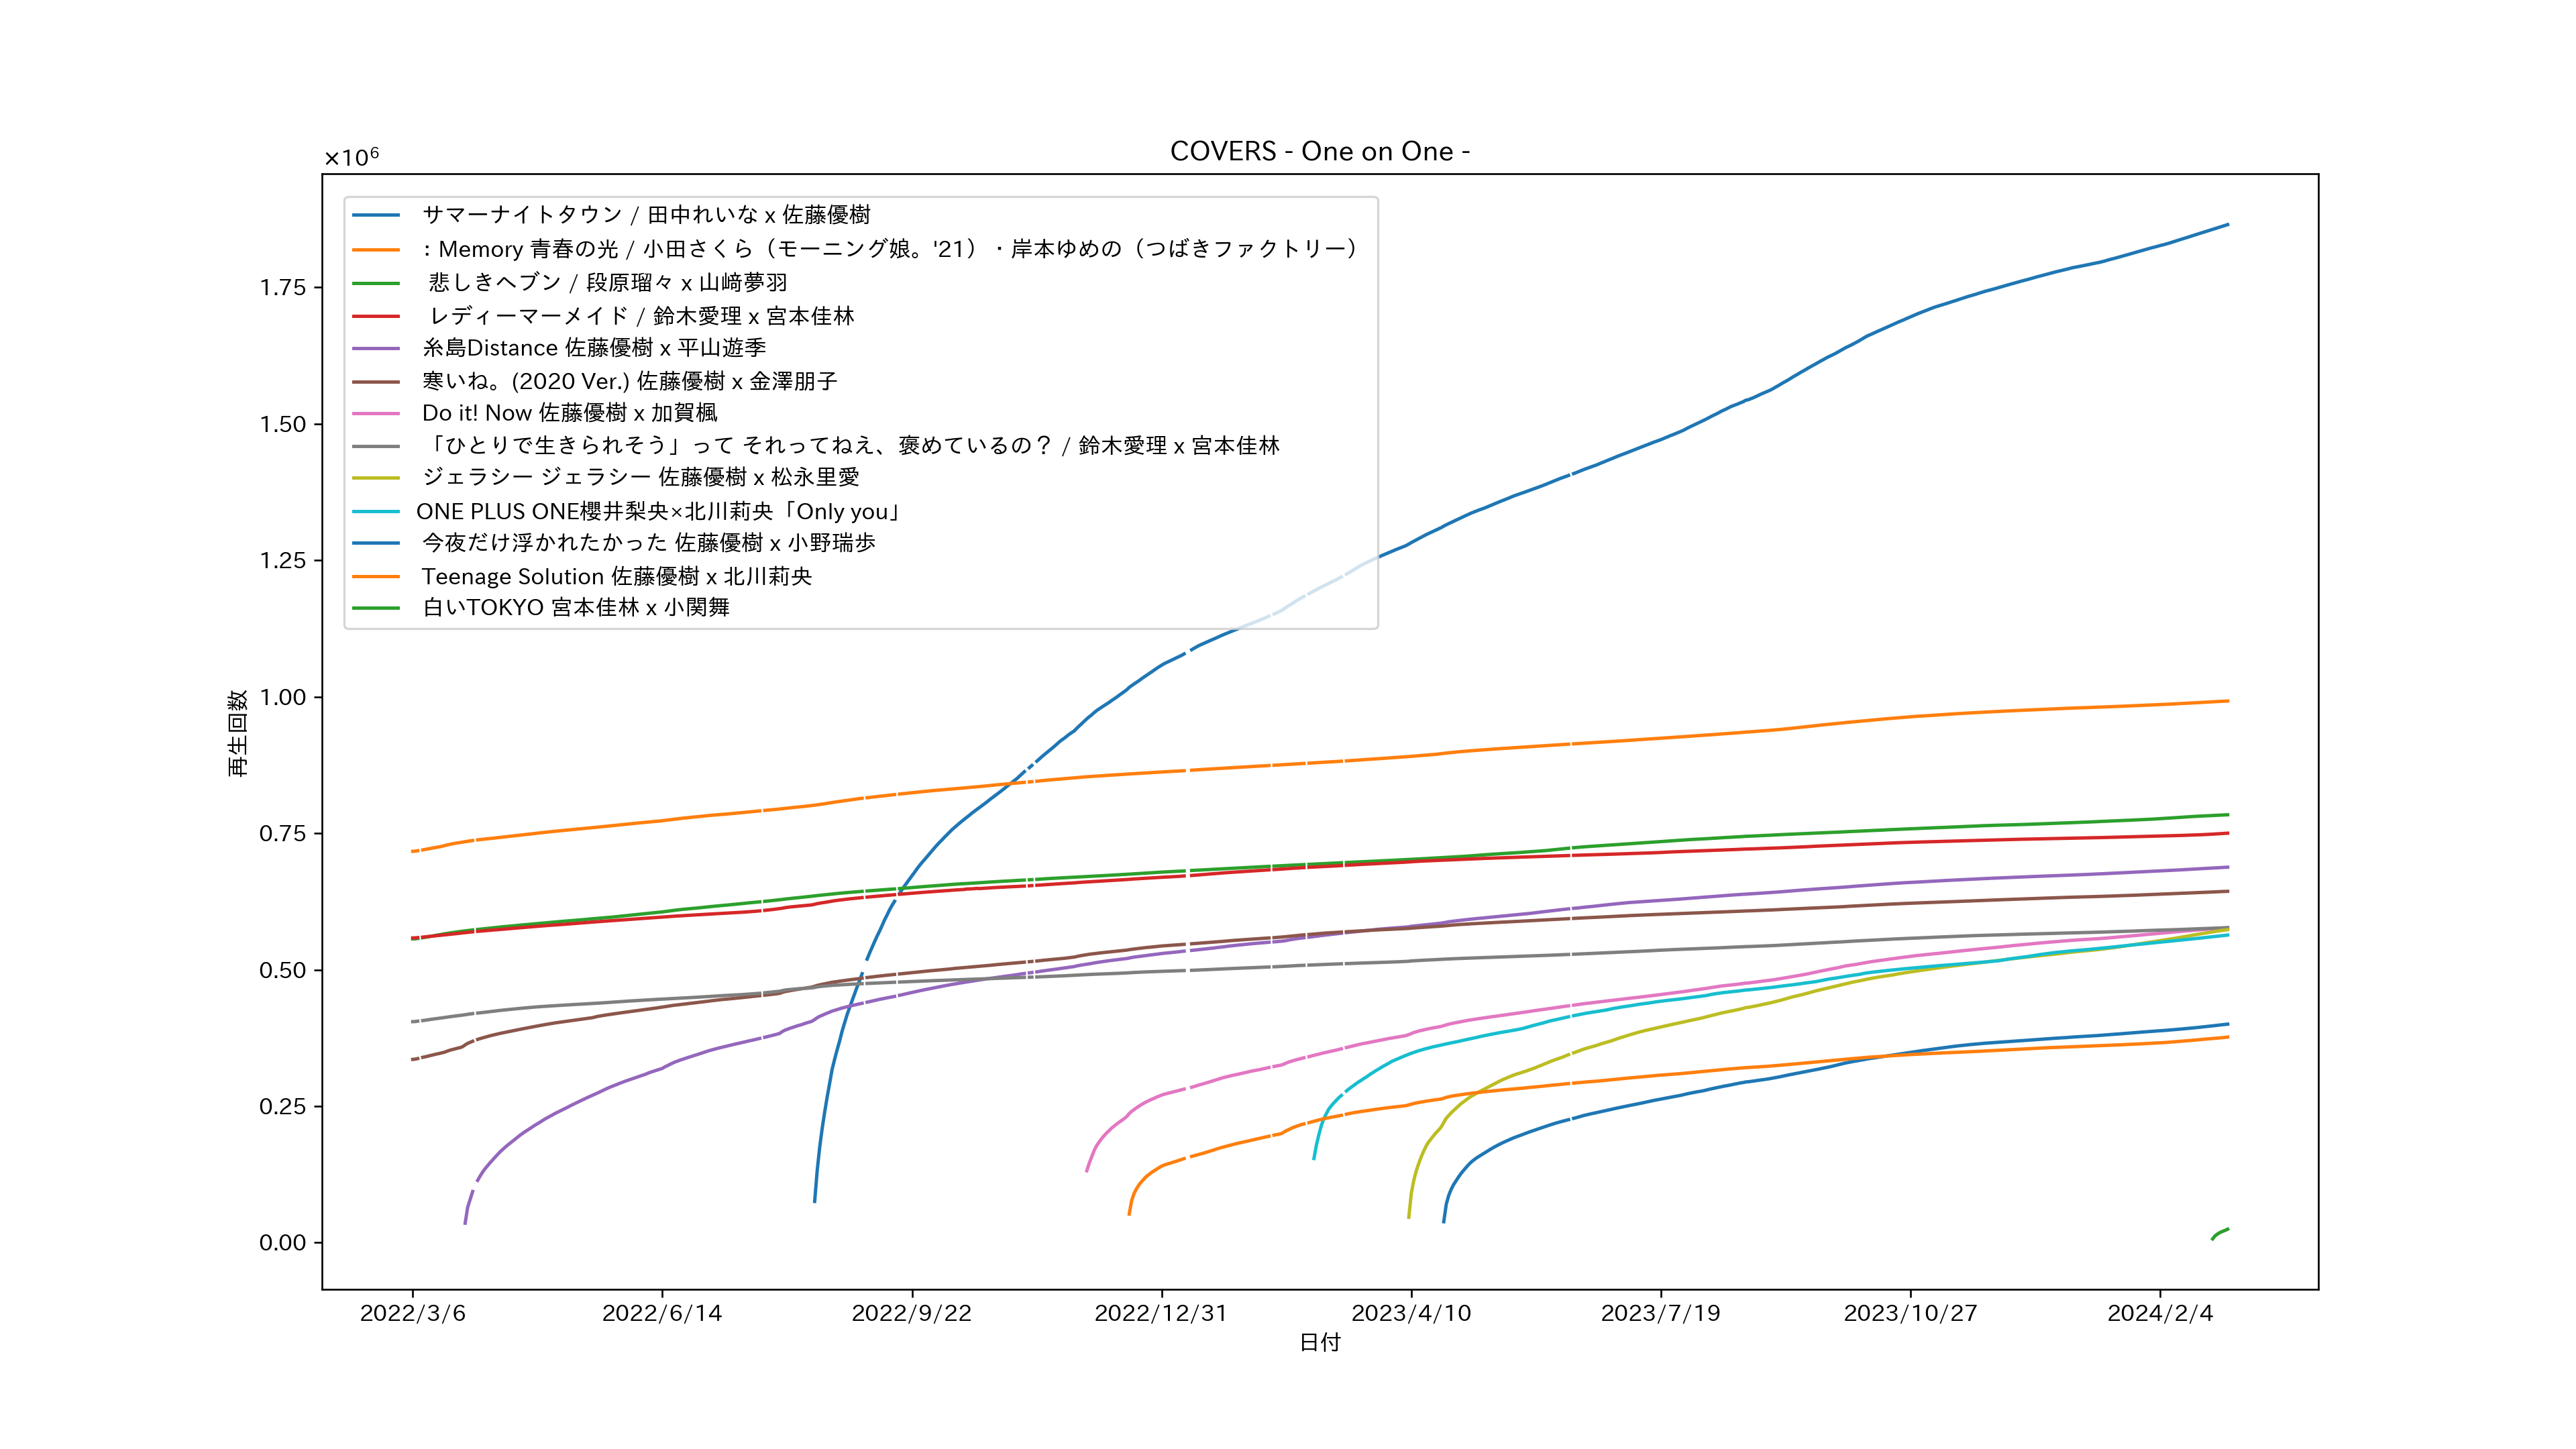 COVERS - One on One -
×10⁶
サマーナイトタウン / 田中れいな x 佐藤優樹
: Memory 青春の光 / 小田さくら（モーニング娘。'21）・岸本ゆめの（つばきファクトリー）
悲しきヘブン / 段原瑠々 x 山﨑夢羽
レディーマーメイド / 鈴木愛理 x 宮本佳林
糸島Distance 佐藤優樹 x 平山遊季
寒いね。(2020 Ver.) 佐藤優樹 x 金澤朋子
Do it! Now 佐藤優樹 x 加賀楓
「ひとりで生きられそう」って それってねえ、褒めているの？ / 鈴木愛理 x 宮本佳林
ジェラシー ジェラシー 佐藤優樹 x 松永里愛
ONE PLUS ONE櫻井梨央×北川莉央「Only you」
今夜だけ浮かれたかった 佐藤優樹 x 小野瑞歩
Teenage Solution 佐藤優樹 x 北川莉央
白いTOKYO 宮本佳林 x 小関舞
1.75
1.50
1.25
1.00
0.75
0.50
0.25
0.00
再生回数
2022/3/6 2022/6/14 2022/9/22 2022/12/31 2023/4/10 2023/7/19 2023/10/27 2024/2/4
日付